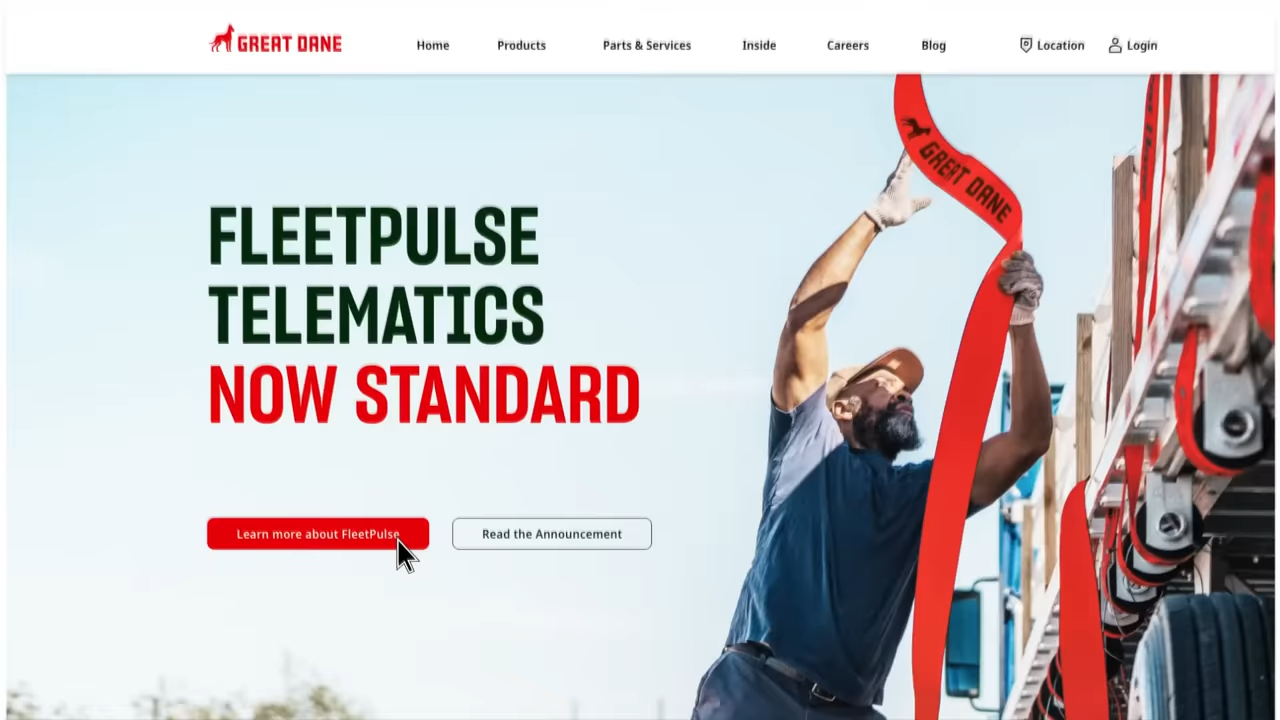 GREAT DANE
Home
Products
Parts & Services
Inside
Careers
Blog
Location
Login
GREAT DANE
FLEETPULSE
TELEMATICS
NOW STANDARD
Learn more about FleetPulse
Read the Announcement